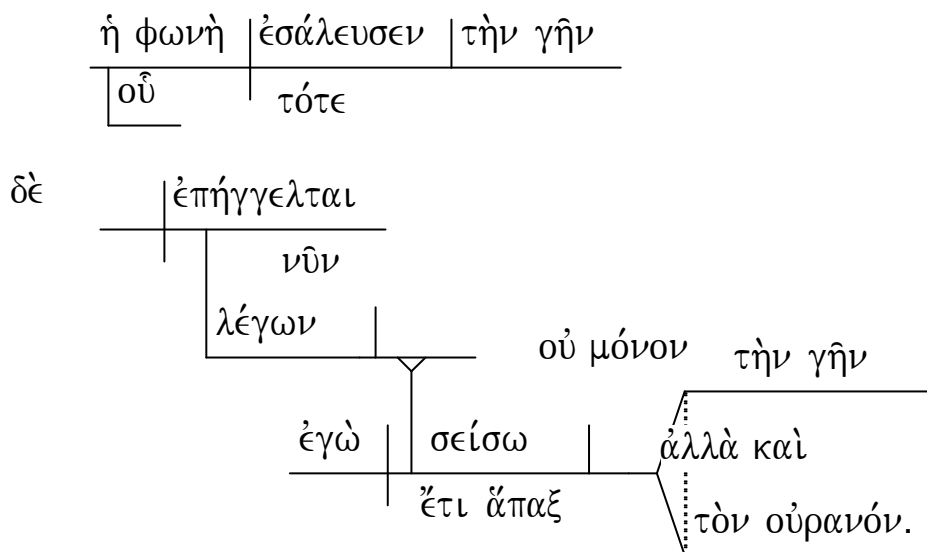 ἡ φωνὴ ἐσάλευσεν τὴν γῆν
οὗ τότε
δὲ ἐπήγγελται
νῦν
λέγων
οὐ μόνον τὴν γῆν
ἐγὼ σείσω ἀλλὰ καὶ
ἔτι ἅπαξ τὸν οὐρανόν.